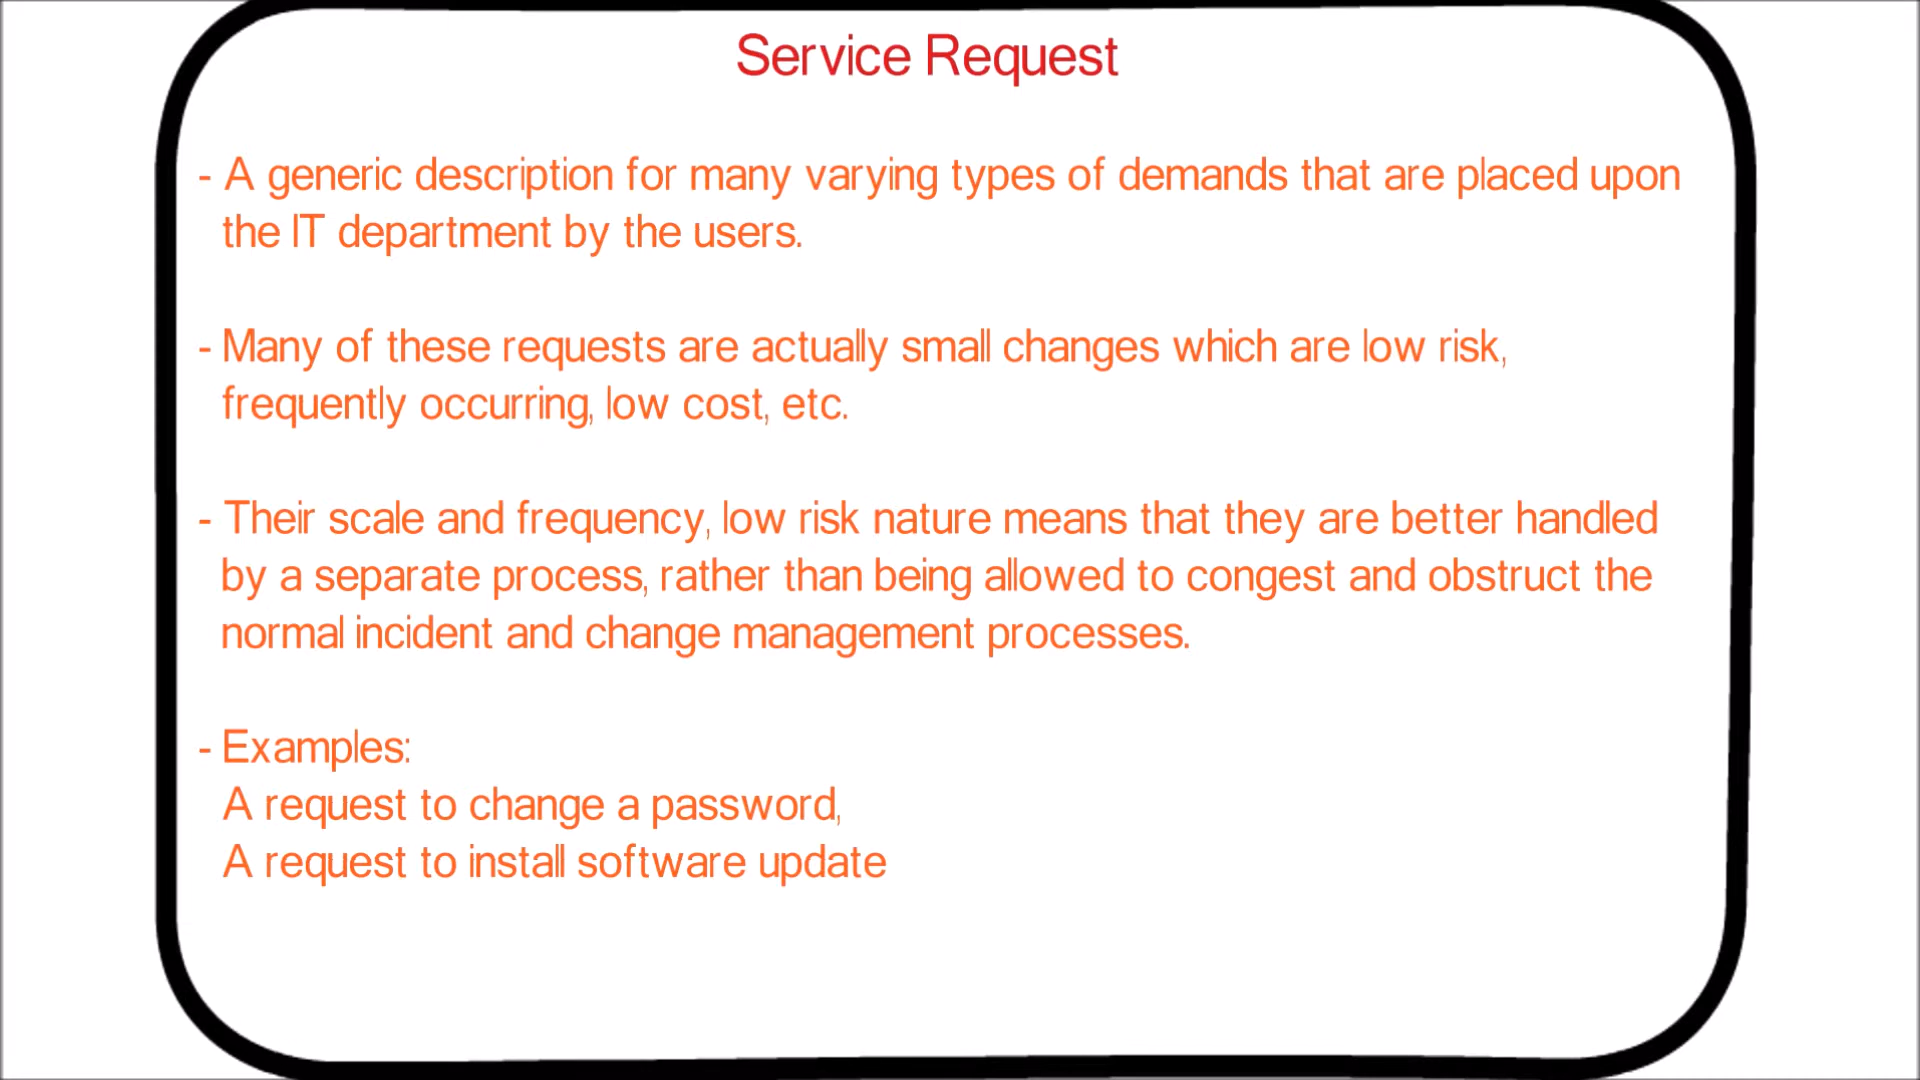 Service Request
- A generic description for many varying types of demands that are placed upon
the IT department by the users.
- Many of these requests are actually small changes which are low risk,
frequently occurring, low cost, etc.
- Their scale and frequency, low risk nature means that they are better handled
by a separate process, rather than being allowed to congest and obstruct the
normal incident and change management processes.
- Examples:
A request to change a password,
A request to install software update